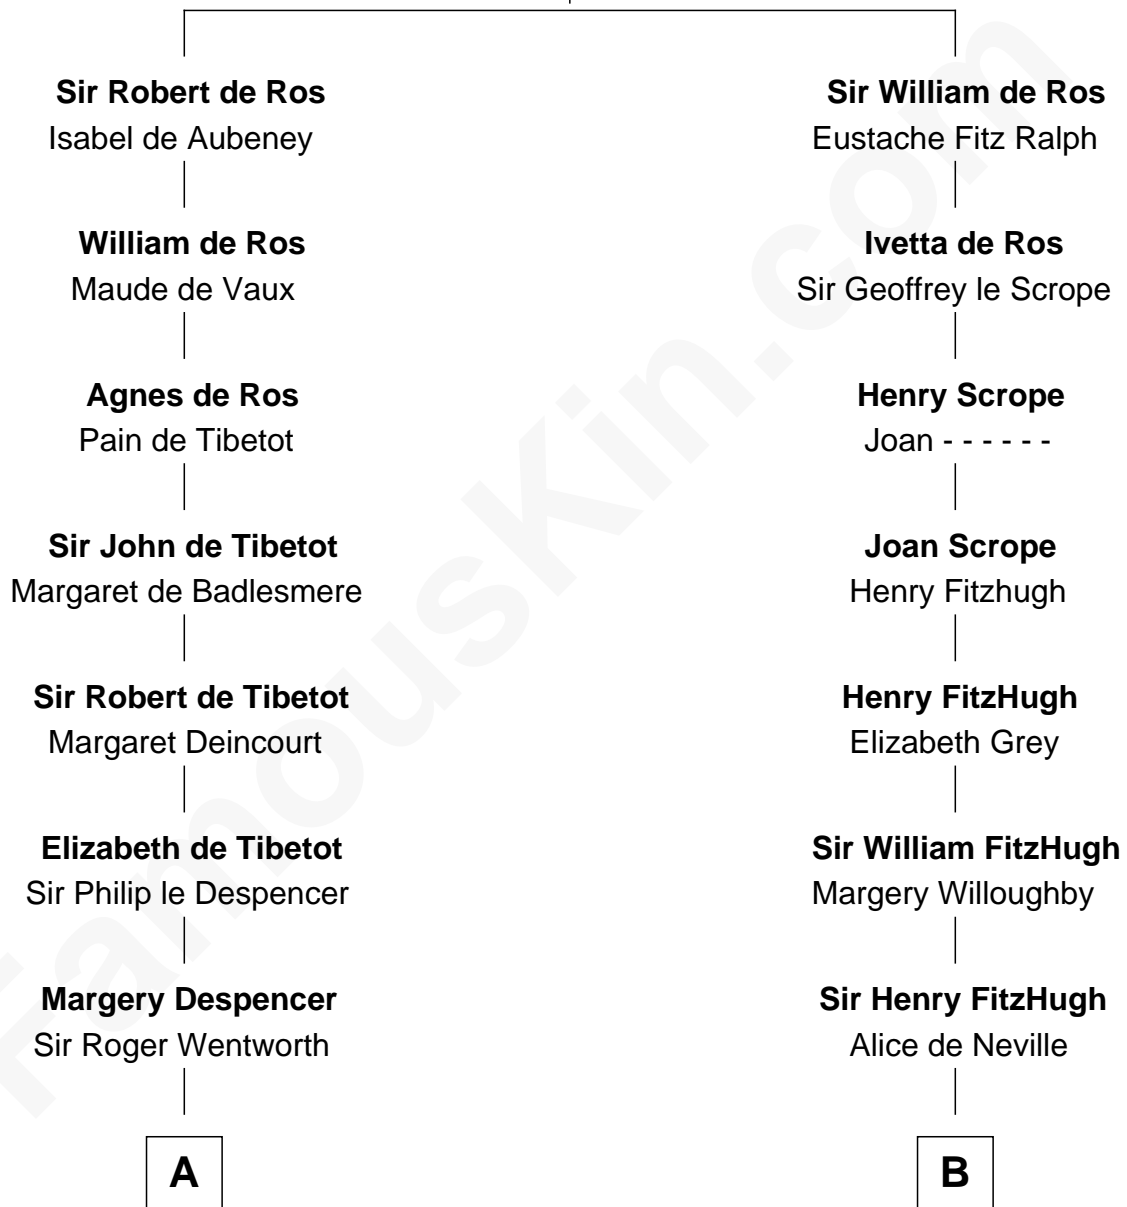 Sir Robert de Ros
Isabel de Aubeney
William de Ros
Maude de Vaux
Agnes de Ros
Pain de Tibetot
Sir John de Tibetot
Margaret de Badlesmere
Sir Robert de Tibetot
Margaret Deincourt
Elizabeth de Tibetot
Sir Philip le Despencer
Margery Despencer
Sir Roger Wentworth
A
Sir William de Ros
Eustache Fitz Ralph
Ivetta de Ros
Sir Geoffrey le Scrope
Henry Scrope
Joan - - - - - -
Joan Scrope
Henry Fitzhugh
Henry FitzHugh
Elizabeth Grey
Sir William FitzHugh
Margery Willoughby
Sir Henry FitzHugh
Alice de Neville
B
FamousKin.com